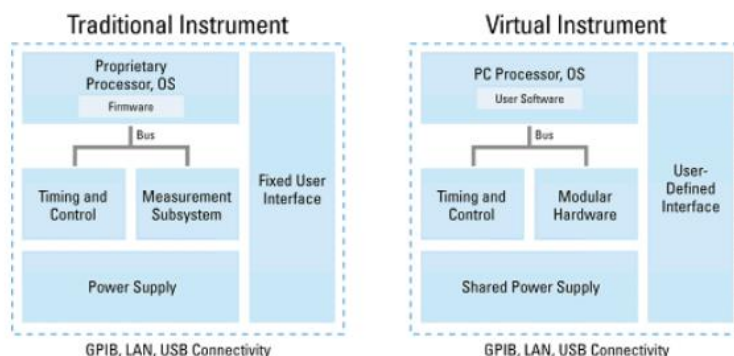 Traditional Instrument
Proprietary
Processor, OS
Firmware
Bus
Timing and
Control
Measurement
Subsystem
Fixed User
Interface
Power Supply
GPIB, LAN, USB Connectivity
Virtual Instrument
PC Processor, OS
User Software
Bus
Timing and
Control
Modular
Hardware
User-
Defined
Interface
Shared Power Supply
GPIB, LAN, USB Connectivity